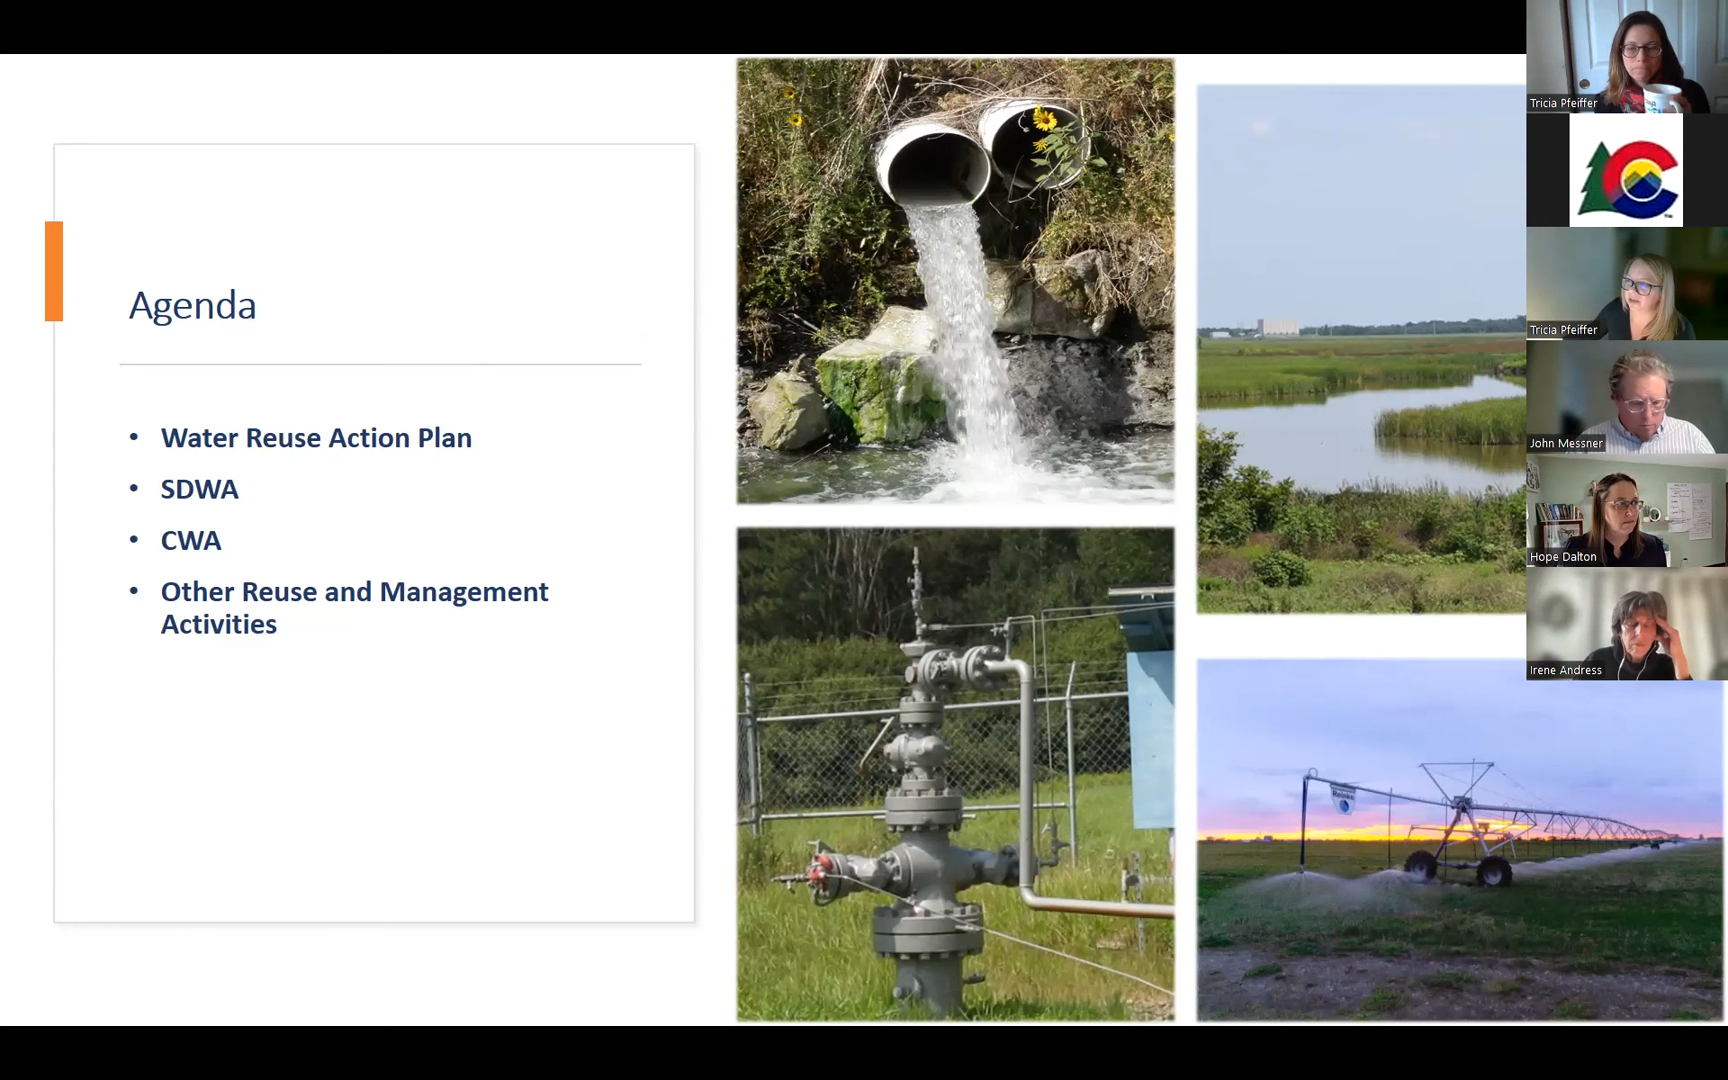 Agenda
• Water Reuse Action Plan
• SDWA
• CWA
• Other Reuse and Management
Activities
Tricia Pfeiffer
Tricia Pfeiffer
John Messner
Hope Dalton
Irene Andress
Reinke